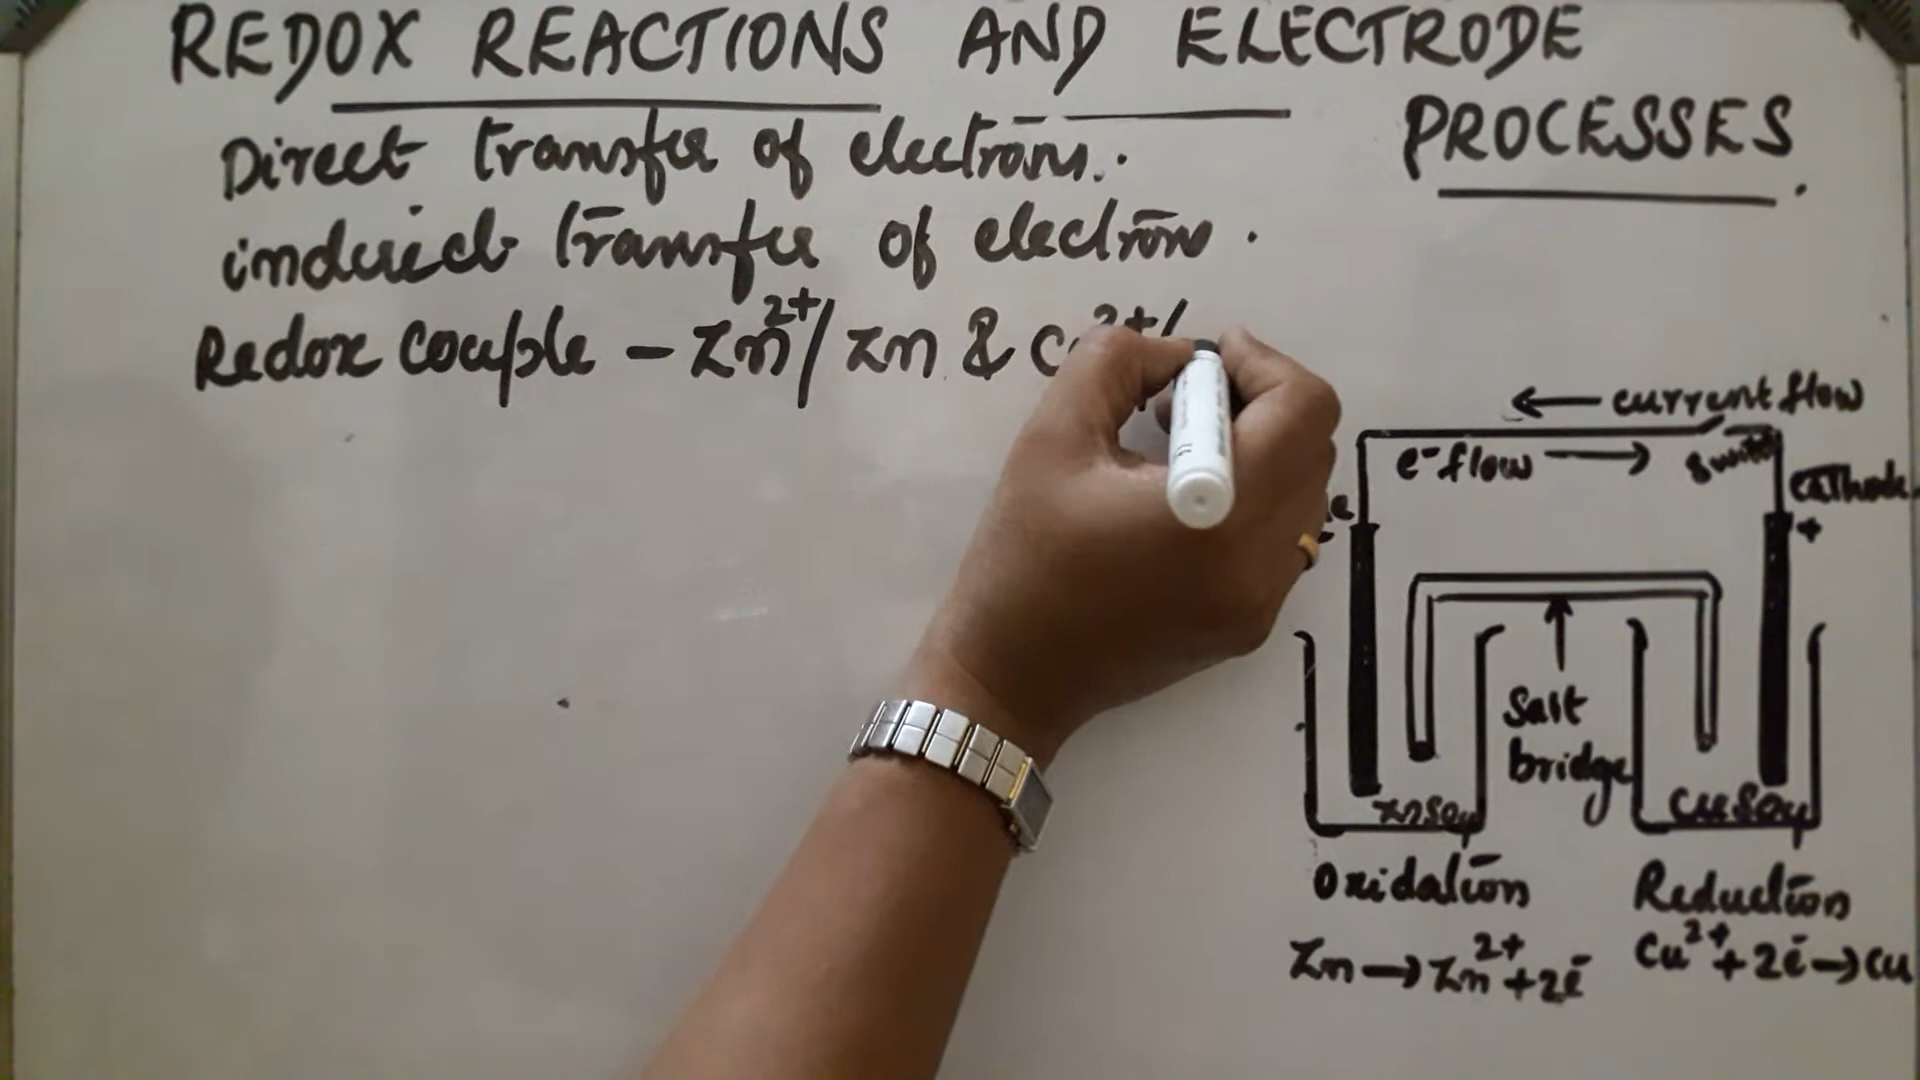 REDOX REACTIONS AND ELECTRODE
PROCESSES.
Direct transfer of electrons.
indirect transfer of electrons.
Redox couple - Zn²⁺/Zn & Cu²⁺/
← current flow
e⁻ flow →
switch
Cathode
+
-
Salt
bridge
ZnSO₄
CuSO₄
Oxidation
Zn → Zn²⁺ + 2e⁻
Reduction
Cu²⁺ + 2e⁻ → Cu